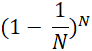 (1 − 1/N)^N